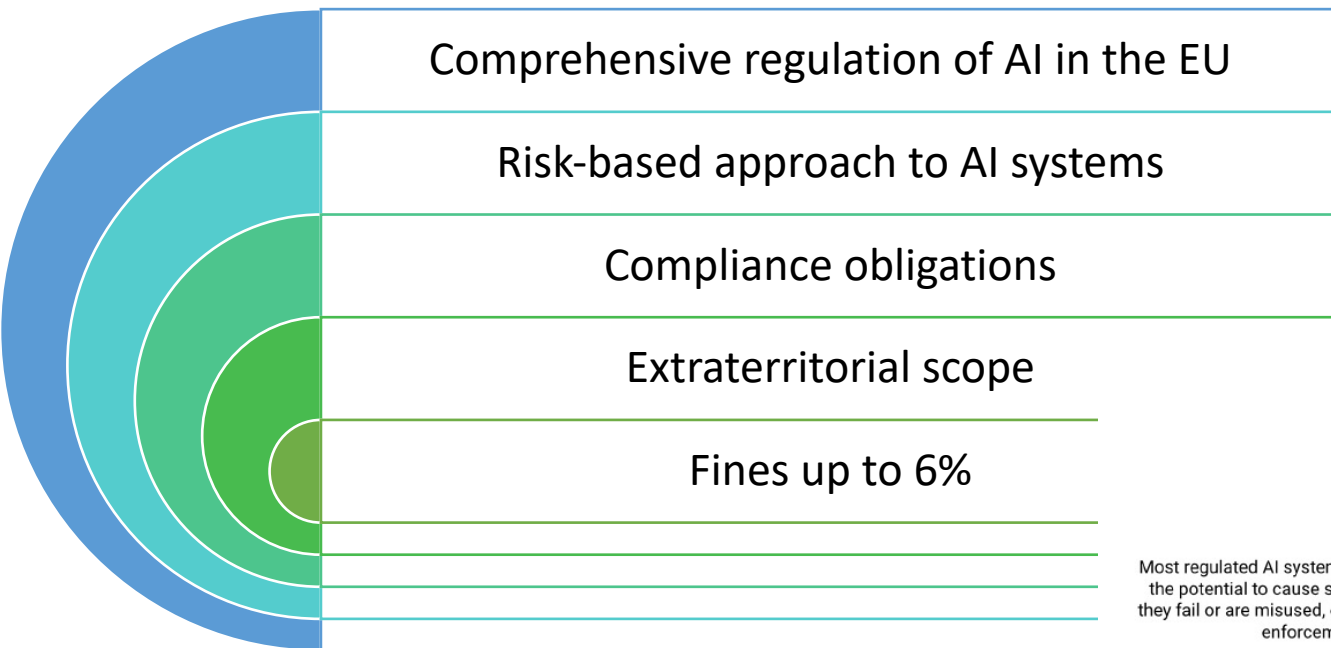 Comprehensive regulation of AI in the EU
Risk-based approach to AI systems
Compliance obligations
Extraterritorial scope
Fines up to 6%
Most regulated AI
the potential to cause
they fail or are misused,